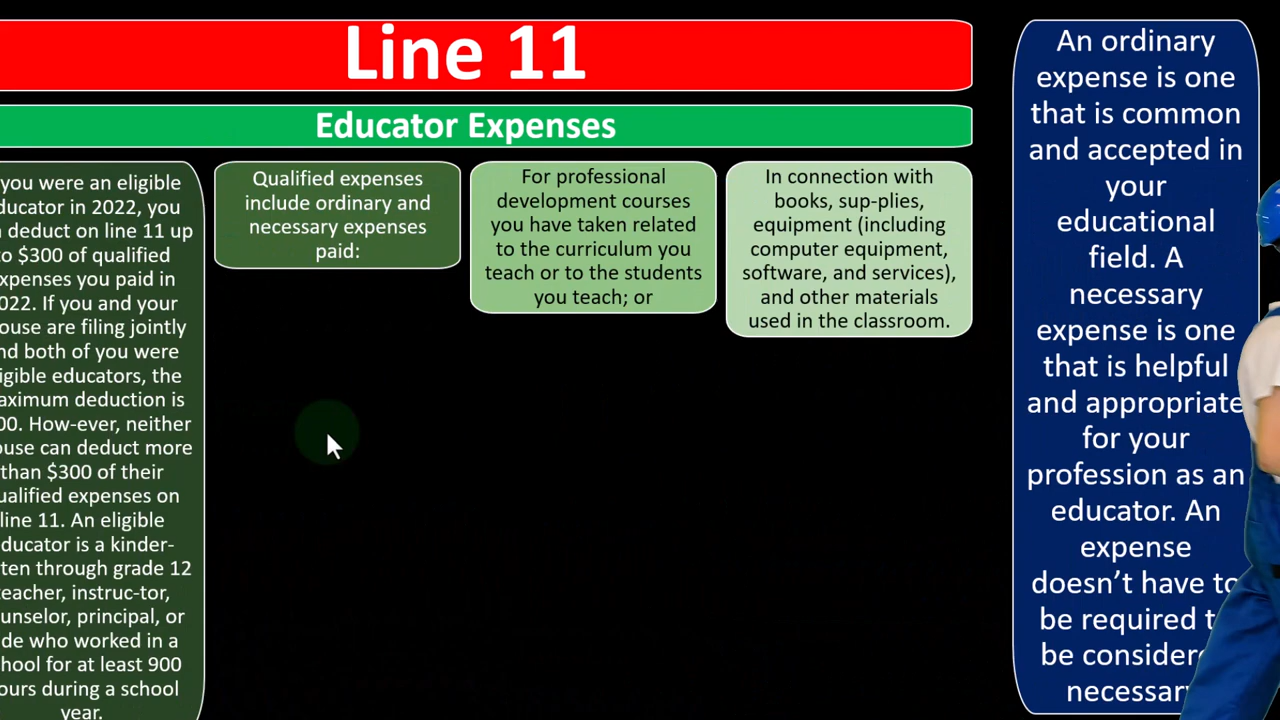 Line 11
Educator Expenses
you were an eligible
ducator in 2022, you
deduct on line 11 up
to $300 of qualified
xpenses you paid in
022. If you and your
ouse are filing jointly
nd both of you were
igible educators, the
aximum deduction is
00. How-ever, neither
ouse can deduct more
than $300 of their
ualified expenses on
line 11. An eligible
ducator is a kinder-
ten through grade 12
teacher, instruc-tor,
unselor, principal, or
de who worked in a
hool for at least 900
ours during a school
year.
Qualified expenses
include ordinary and
necessary expenses
paid:
For professional
development courses
you have taken related
to the curriculum you
teach or to the students
you teach; or
In connection with
books, sup-plies,
equipment (including
computer equipment,
software, and services),
and other materials
used in the classroom.
An ordinary
expense is one
that is common
and accepted in
your
educational
field. A
necessary
expense is one
that is helpful
and appropriate
for your
profession as an
educator. An
expense
doesn’t have to
be required t
be consider
necessary